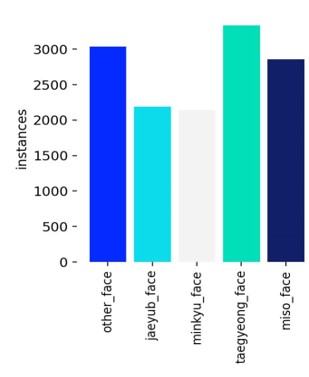 instances
3000
2500
2000
1500
1000
500
0
other_face
jaeyub_face
minkyu_face
taegyeong_face
miso_face